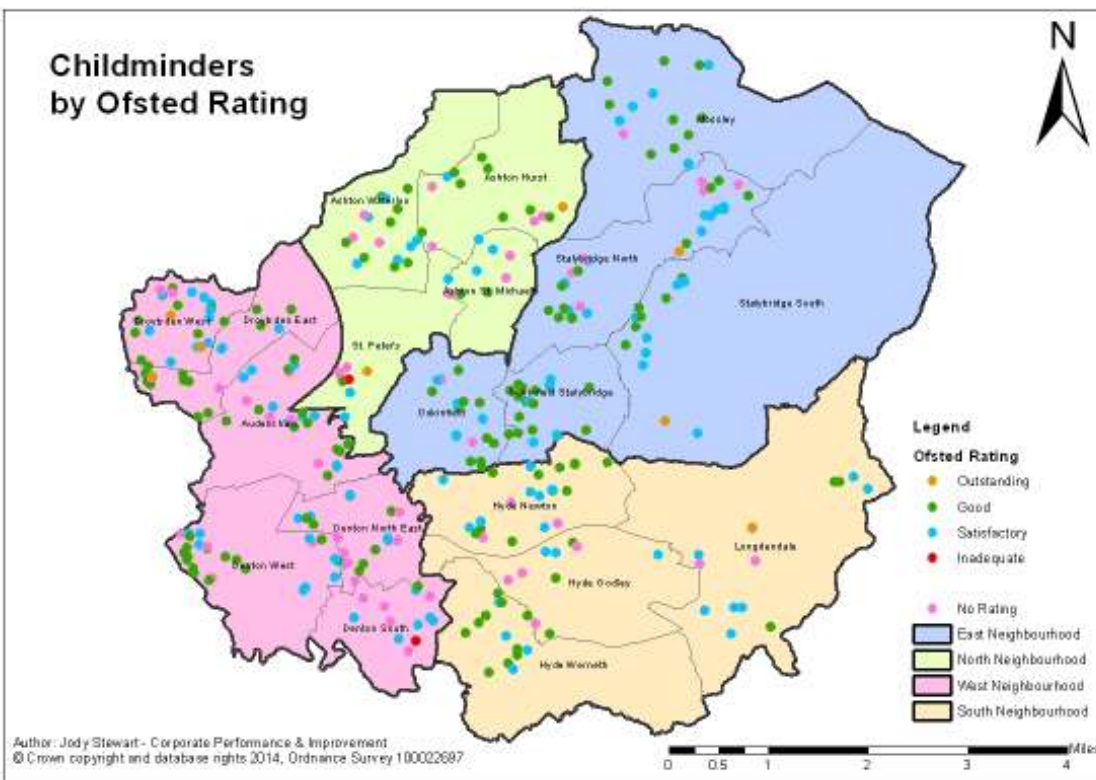 Childminders
by Ofsted Rating
N
Mossley
Ashton Hurst
Ashton Waterloo
Stalybridge North
Ashton St. Michaels
Stalybridge South
Droylsden West
Droylsden East
St. Peter's
Stalybridge
Dukinfield
Audenshaw
Hyde Newton
Denton North East
Longdendale
Denton West
Hyde Godley
Denton South
Hyde Werneth
Legend
Ofsted Rating
Outstanding
Good
Satisfactory
Inadequate
No Rating
East Neighbourhood
North Neighbourhood
West Neighbourhood
South Neighbourhood
Author: Jody Stewart - Corporate Performance & Improvement
© Crown copyright and database rights 2014, Ordnance Survey 100022697
Miles
0 0.5 1 2 3 4